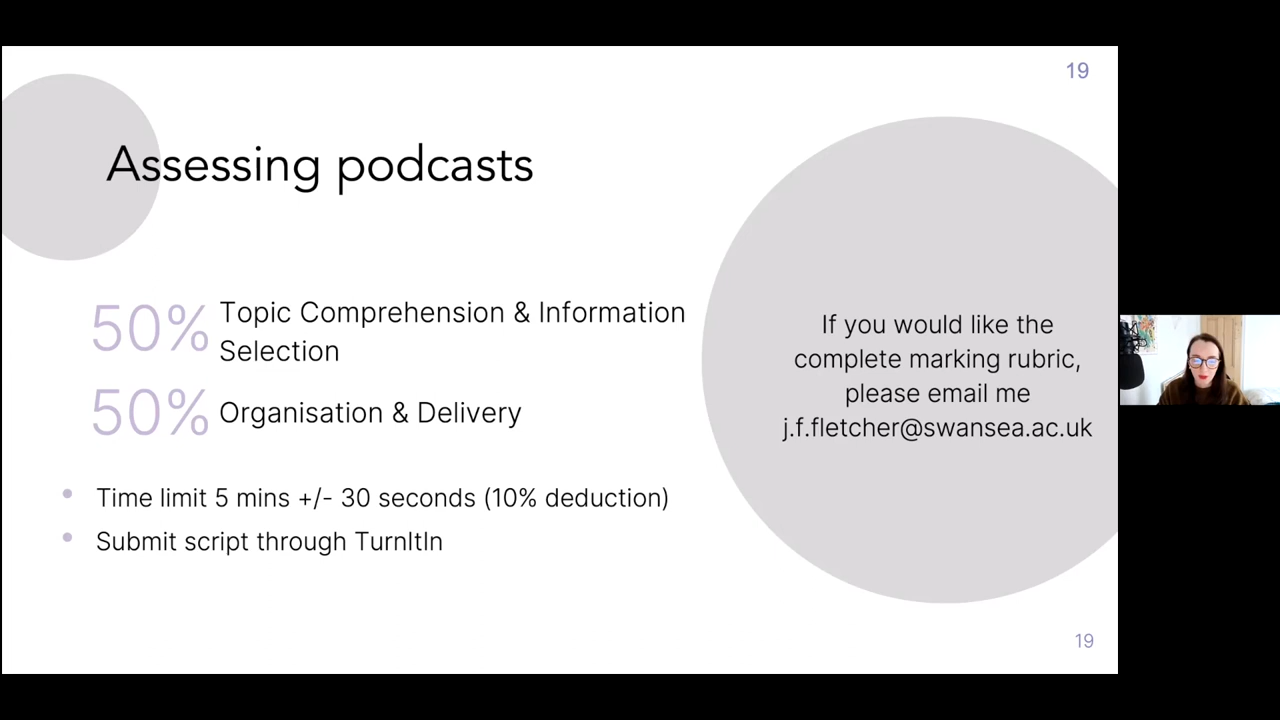 19
Assessing podcasts
50% Topic Comprehension & Information
Selection
50% Organisation & Delivery
Time limit 5 mins +/- 30 seconds (10% deduction)
Submit script through TurnItIn
If you would like the
complete marking rubric,
please email me
j.f.fletcher@swansea.ac.uk
19